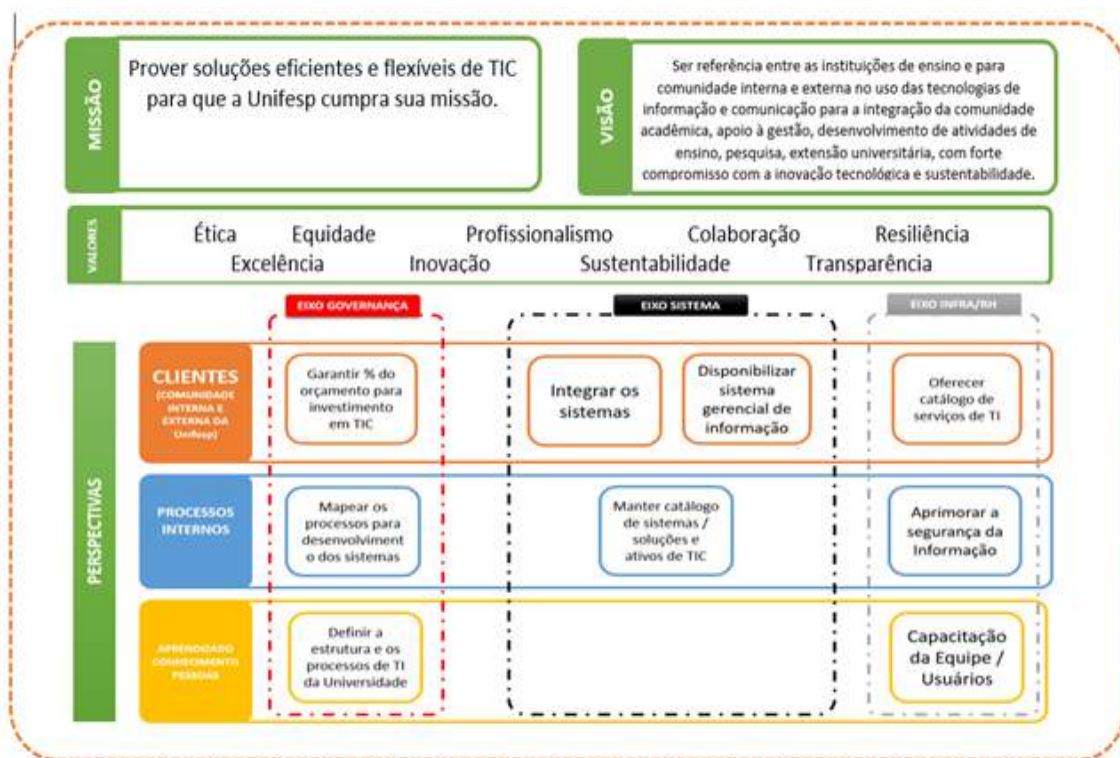 MISSÃO
Prover soluções eficientes e flexíveis de TIC
para que a Unifesp cumpra sua missão.
VISÃO
Ser referência entre as instituições de ensino e para
comunidade interna e externa no uso das tecnologias de
informação e comunicação para a integração da comunidade
acadêmica, apoio à gestão, desenvolvimento de atividades de
ensino, pesquisa, extensão universitária, com forte
compromisso com a inovação tecnológica e sustentabilidade.
VALORES
Ética Equidade Profissionalismo Colaboração Resiliência
Excelência Inovação Sustentabilidade Transparência
EIXO GOVERNANÇA
EIXO SISTEMA
EIXO INFRA/RH
PERSPECTIVAS
CLIENTES
(COMUNIDADE
INTERNA E
EXTERNA DA
Unifesp)
Garantir % do
orçamento para
investimento
em TIC
Integrar os
sistemas
Disponibilizar
sistema
gerencial de
informação
Oferecer
catálogo de
serviços de TI
PROCESSOS
INTERNOS
Mapear os
processos para
desenvolviment
o dos sistemas
Manter catálogo
de sistemas /
soluções e
ativos de TIC
Aprimorar a
segurança da
Informação
APRENDIZADO
CONHECIMENTO
PESSOAS
Definir a
estrutura e os
processos de TI
da Universidade
Capacitação
da Equipe /
Usuários